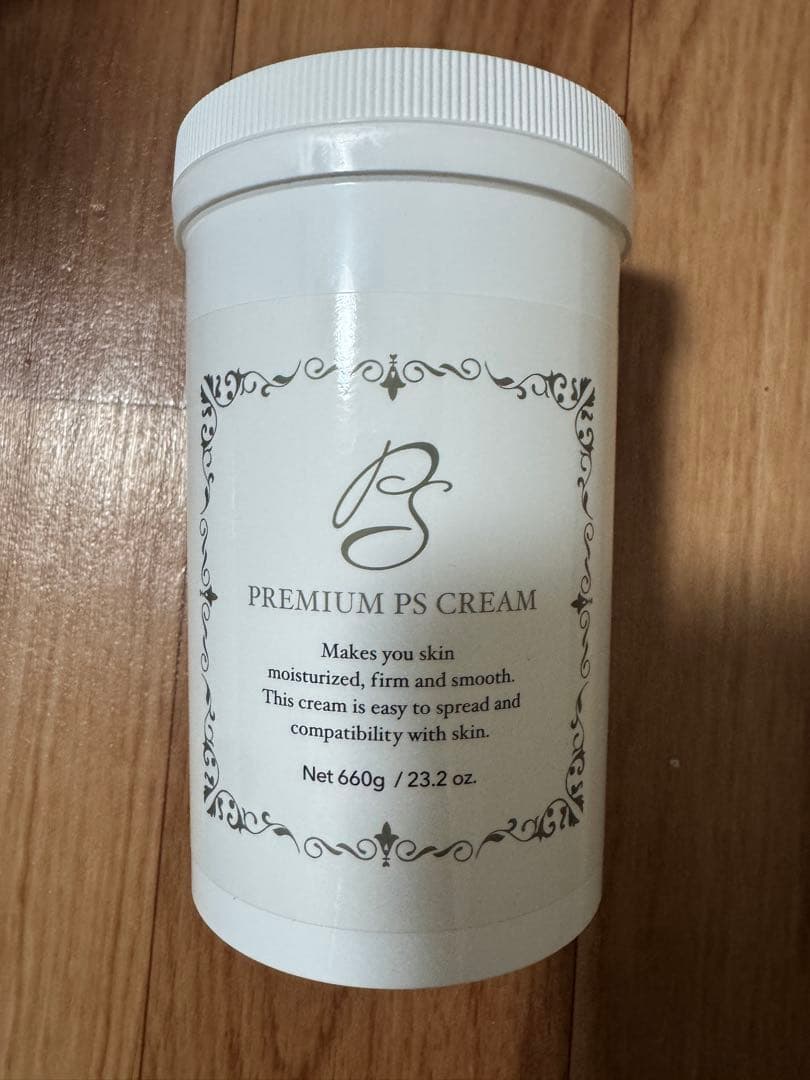 PS
PREMIUM PS CREAM
Makes you skin
moisturized, firm and smooth.
This cream is easy to spread and
compatibility with skin.
Net 660g / 23.2 oz.